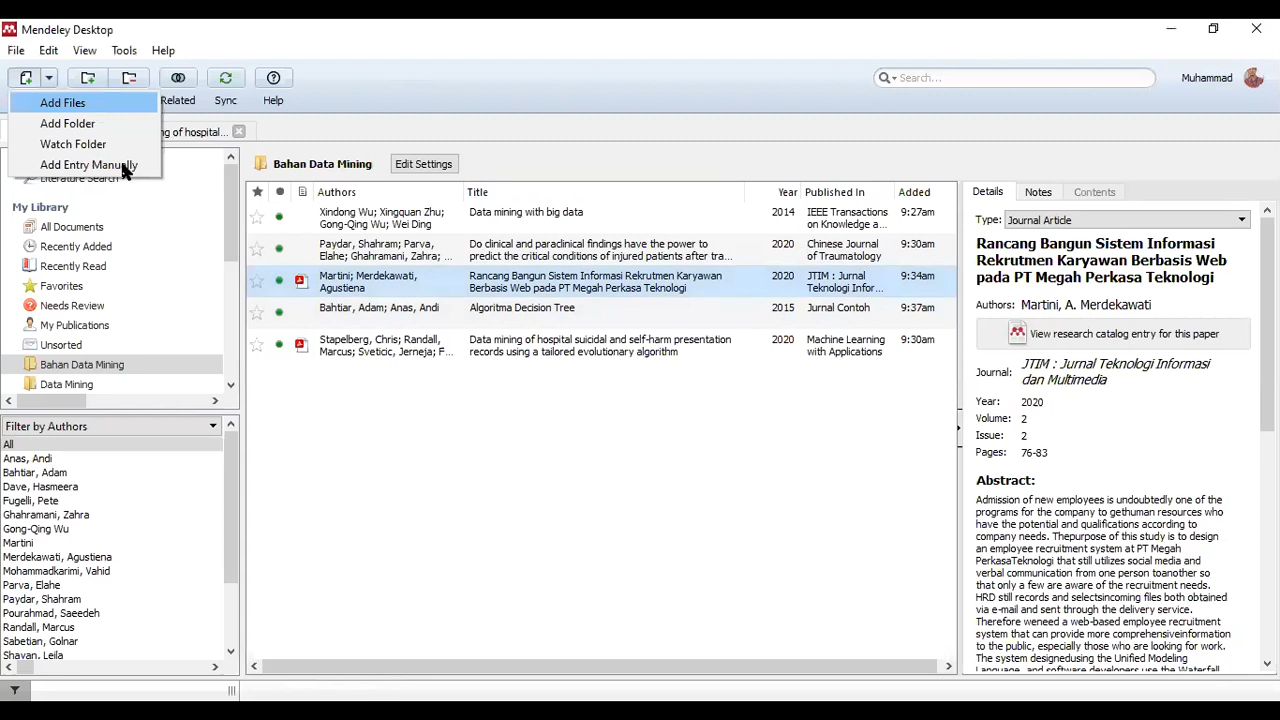 Mendeley Desktop
File Edit View Tools Help
Search...
Muhammad
Related Sync Help
Add Files
Add Folder
Watch Folder
Add Entry Manually
ng of hospital...
Literature Search
My Library
All Documents
Recently Added
Recently Read
Favorites
Needs Review
My Publications
Unsorted
Bahan Data Mining
Data Mining
Filter by Authors
All
Anas, Andi
Bahtiar, Adam
Dave, Hasmeera
Fugelli, Pete
Ghahramani, Zahra
Gong-Qing Wu
Martini
Merdekawati, Agustiena
Mohammadkarimi, Vahid
Parva, Elahe
Paydar, Shahram
Pourahmad, Saeedeh
Randall, Marcus
Sabetian, Golnar
Shayan, Leila
Bahan Data Mining Edit Settings
Authors Title Year Published In Added
Xindong Wu; Xingquan Zhu; Data mining with big data 2014 IEEE Transactions 9:27am
Gong-Qing Wu; Wei Ding on Knowledge a...
Paydar, Shahram; Parva, Do clinical and paraclinical findings have the power to 2020 Chinese Journal 9:30am
Elahe; Ghahramani, Zahra; ... predict the critical conditions of injured patients after tra... of Traumatology
Martini; Merdekawati, Rancang Bangun Sistem Informasi Rekrutmen Karyawan 2020 JTIM : Jurnal 9:34am
Agustiena Berbasis Web pada PT Megah Perkasa Teknologi Teknologi Infor...
Bahtiar, Adam; Anas, Andi Algoritma Decision Tree 2015 Jurnal Contoh 9:37am
Stapelberg, Chris; Randall, Data mining of hospital suicidal and self-harm presentation 2020 Machine Learning 9:30am
Marcus; Sveticic, Jerneja; F... records using a tailored evolutionary algorithm with Applications
Details Notes Contents
Type: Journal Article
Rancang Bangun Sistem Informasi
Rekrutmen Karyawan Berbasis Web
pada PT Megah Perkasa Teknologi
Authors: Martini, A. Merdekawati
View research catalog entry for this paper
Journal: JTIM : Jurnal Teknologi Informasi
dan Multimedia
Year: 2020
Volume: 2
Issue: 2
Pages: 76-83
Abstract:
Admission of new employees is undoubtedly one of the
programs for the company to gethuman resources who
have the potential and qualifications according to
company needs. Thepurpose of this study is to design
an employee recruitment system at PT Megah
PerkasaTeknologi that still utilizes social media and
verbal communication from one person toanother so
that only a few are aware of the recruitment needs.
HRD still records and selectsincoming files both obtained
via e-mail and sent through the delivery service.
Therefore weneed a web-based employee recruitment
system that can provide more comprehensiveinformation
to the public, especially those who are looking for work.
The system designedusing the Unified Modeling
Language, and software developers use the Waterfall